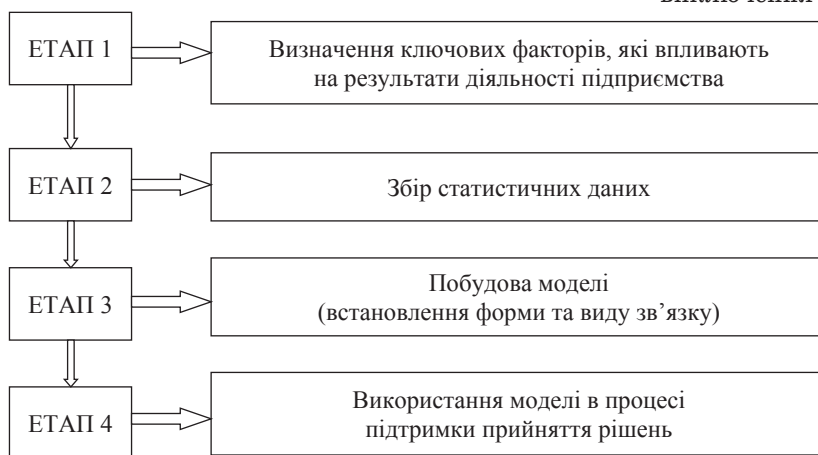 ЕТАП 1
Визначення ключових факторів, які впливають
на результати діяльності підприємства
ЕТАП 2
Збір статистичних даних
ЕТАП 3
Побудова моделі
(встановлення форми та виду зв’язку)
ЕТАП 4
Використання моделі в процесі
підтримки прийняття рішень